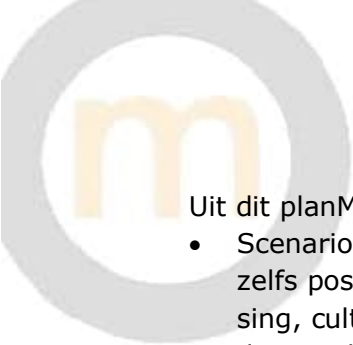 m
Uit dit planM
• Scenario
zelfs pos
sing, cult